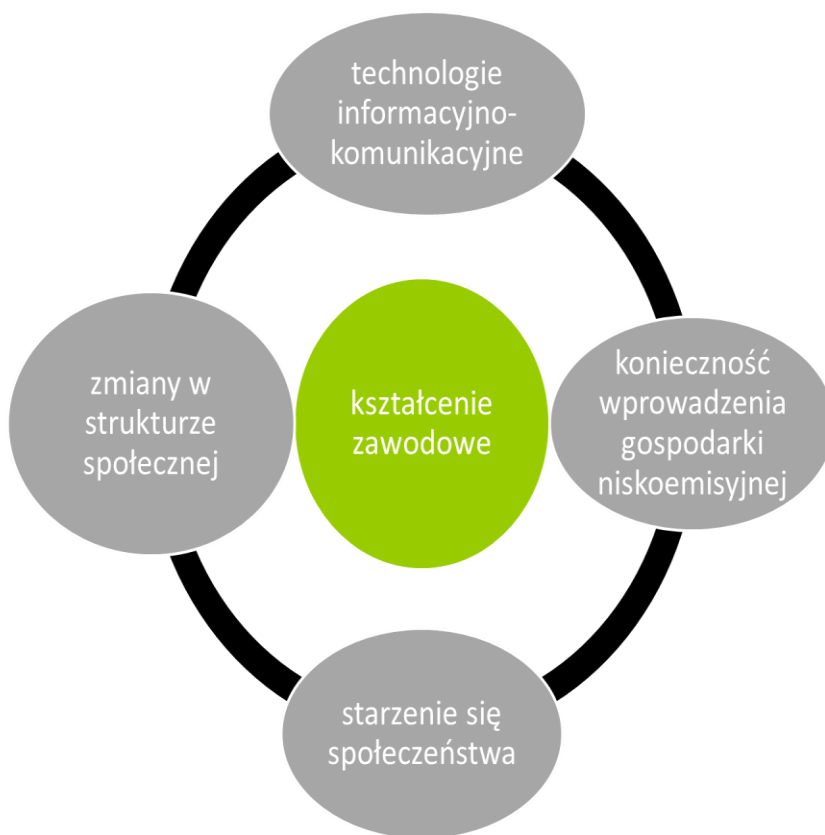 technologie
informacyjno-
komunikacyjne
zmiany w
strukturze
społecznej
kształcenie
zawodowe
konieczność
wprowadzenia
gospodarki
niskoemisyjnej
starzenie się
społeczeństwa